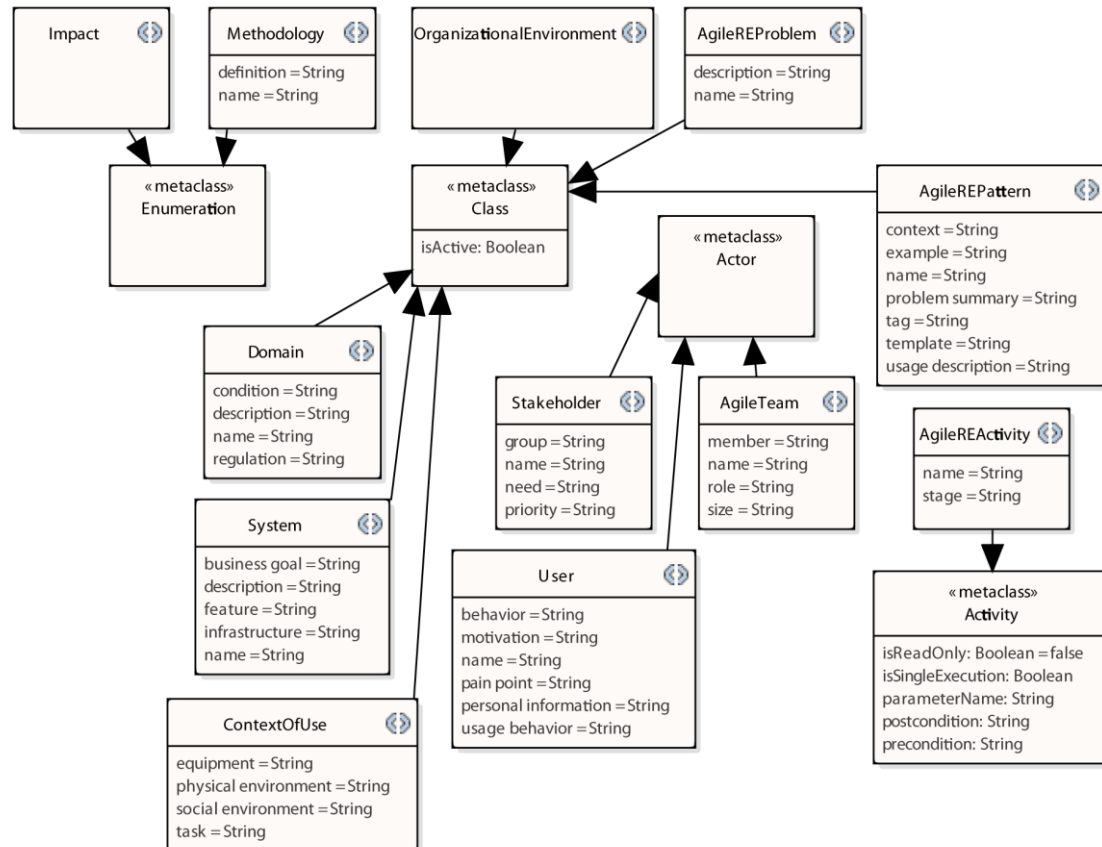 Impact
Methodology
definition = String
name = String
OrganizationalEnvironment
AgileREProblem
description = String
name = String
«metaclass»
Enumeration
«metaclass»
Class
isActive: Boolean
«metaclass»
Actor
AgileREPattern
context = String
example = String
name = String
problem summary = String
tag = String
template = String
usage description = String
Domain
condition = String
description = String
name = String
regulation = String
Stakeholder
group = String
name = String
need = String
priority = String
AgileTeam
member = String
name = String
role = String
size = String
AgileREActivity
name = String
stage = String
System
business goal = String
description = String
feature = String
infrastructure = String
name = String
User
behavior = String
motivation = String
name = String
pain point = String
personal information = String
usage behavior = String
«metaclass»
Activity
isReadOnly: Boolean = false
isSingleExecution: Boolean
parameterName: String
postcondition: String
precondition: String
ContextOfUse
equipment = String
physical environment = String
social environment = String
task = String